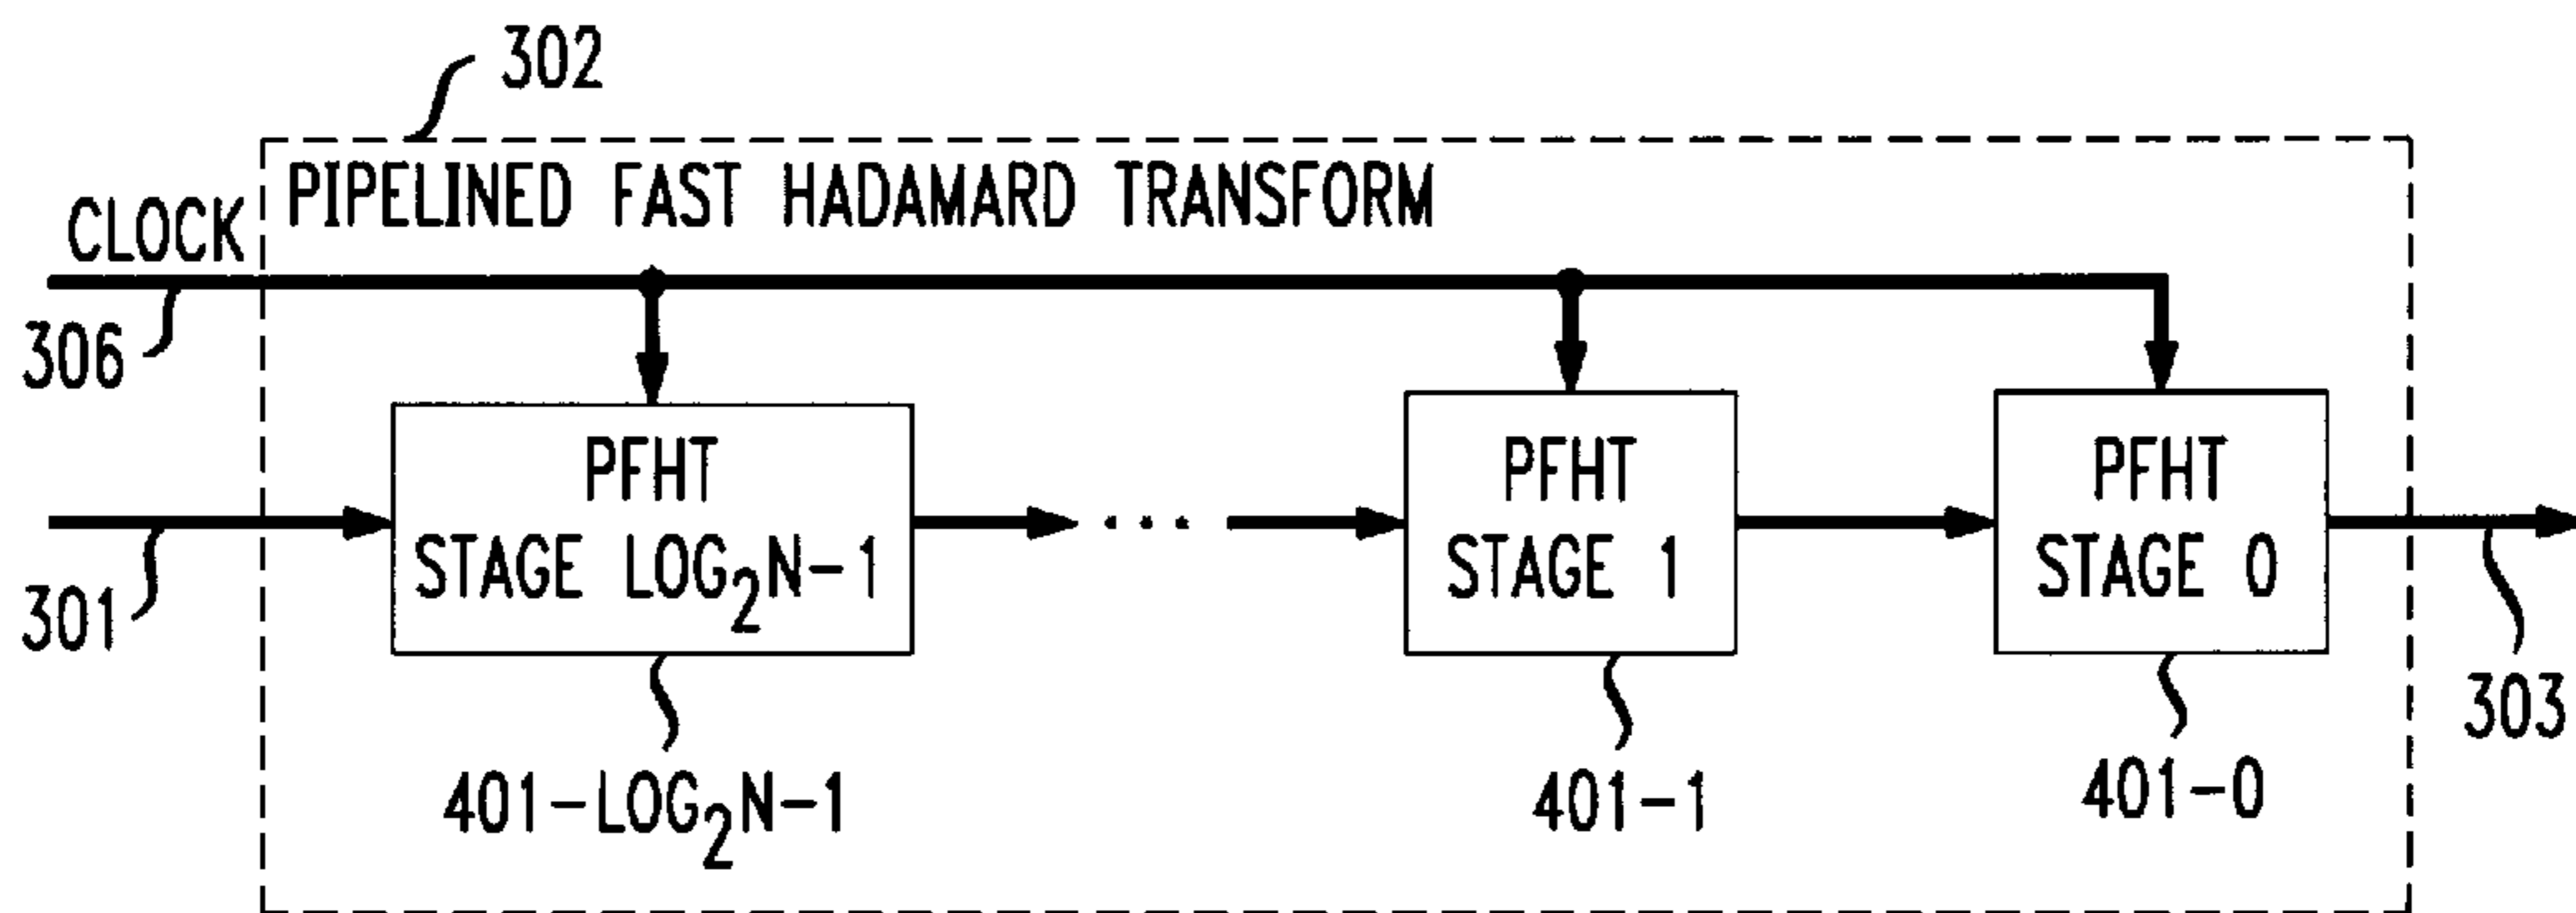 302
PIPELINED FAST HADAMARD TRANSFORM
CLOCK
306
301
PFHT
STAGE LOG₂N-1
...
PFHT
STAGE 1
PFHT
STAGE 0
303
401-LOG₂N-1
401-1
401-0